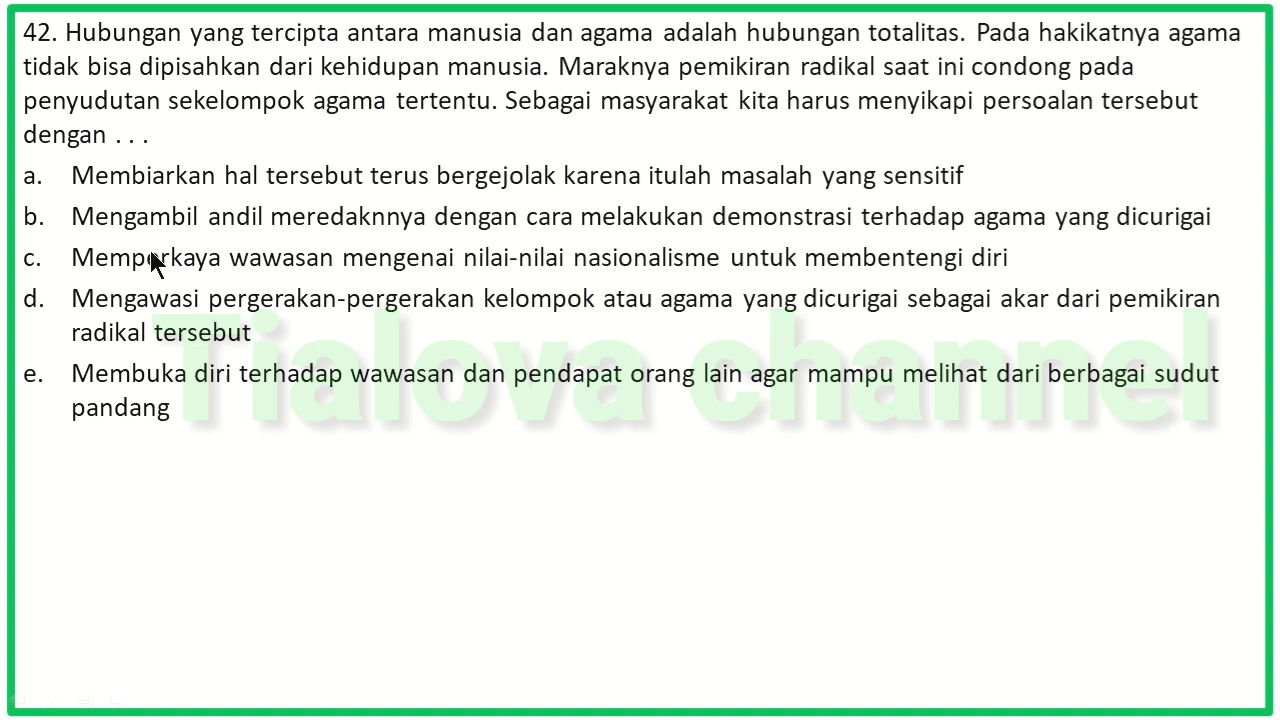 42. Hubungan yang tercipta antara manusia dan agama adalah hubungan totalitas. Pada hakikatnya agama
tidak bisa dipisahkan dari kehidupan manusia. Maraknya pemikiran radikal saat ini condong pada
penyudutan sekelompok agama tertentu. Sebagai masyarakat kita harus menyikapi persoalan tersebut
dengan . . .
a. Membiarkan hal tersebut terus bergejolak karena itulah masalah yang sensitif
b. Mengambil andil meredaknnya dengan cara melakukan demonstrasi terhadap agama yang dicurigai
c. Memperkaya wawasan mengenai nilai-nilai nasionalisme untuk membentengi diri
d. Mengawasi pergerakan-pergerakan kelompok atau agama yang dicurigai sebagai akar dari pemikiran
radikal tersebut
e. Membuka diri terhadap wawasan dan pendapat orang lain agar mampu melihat dari berbagai sudut
pandang
Tialova channel